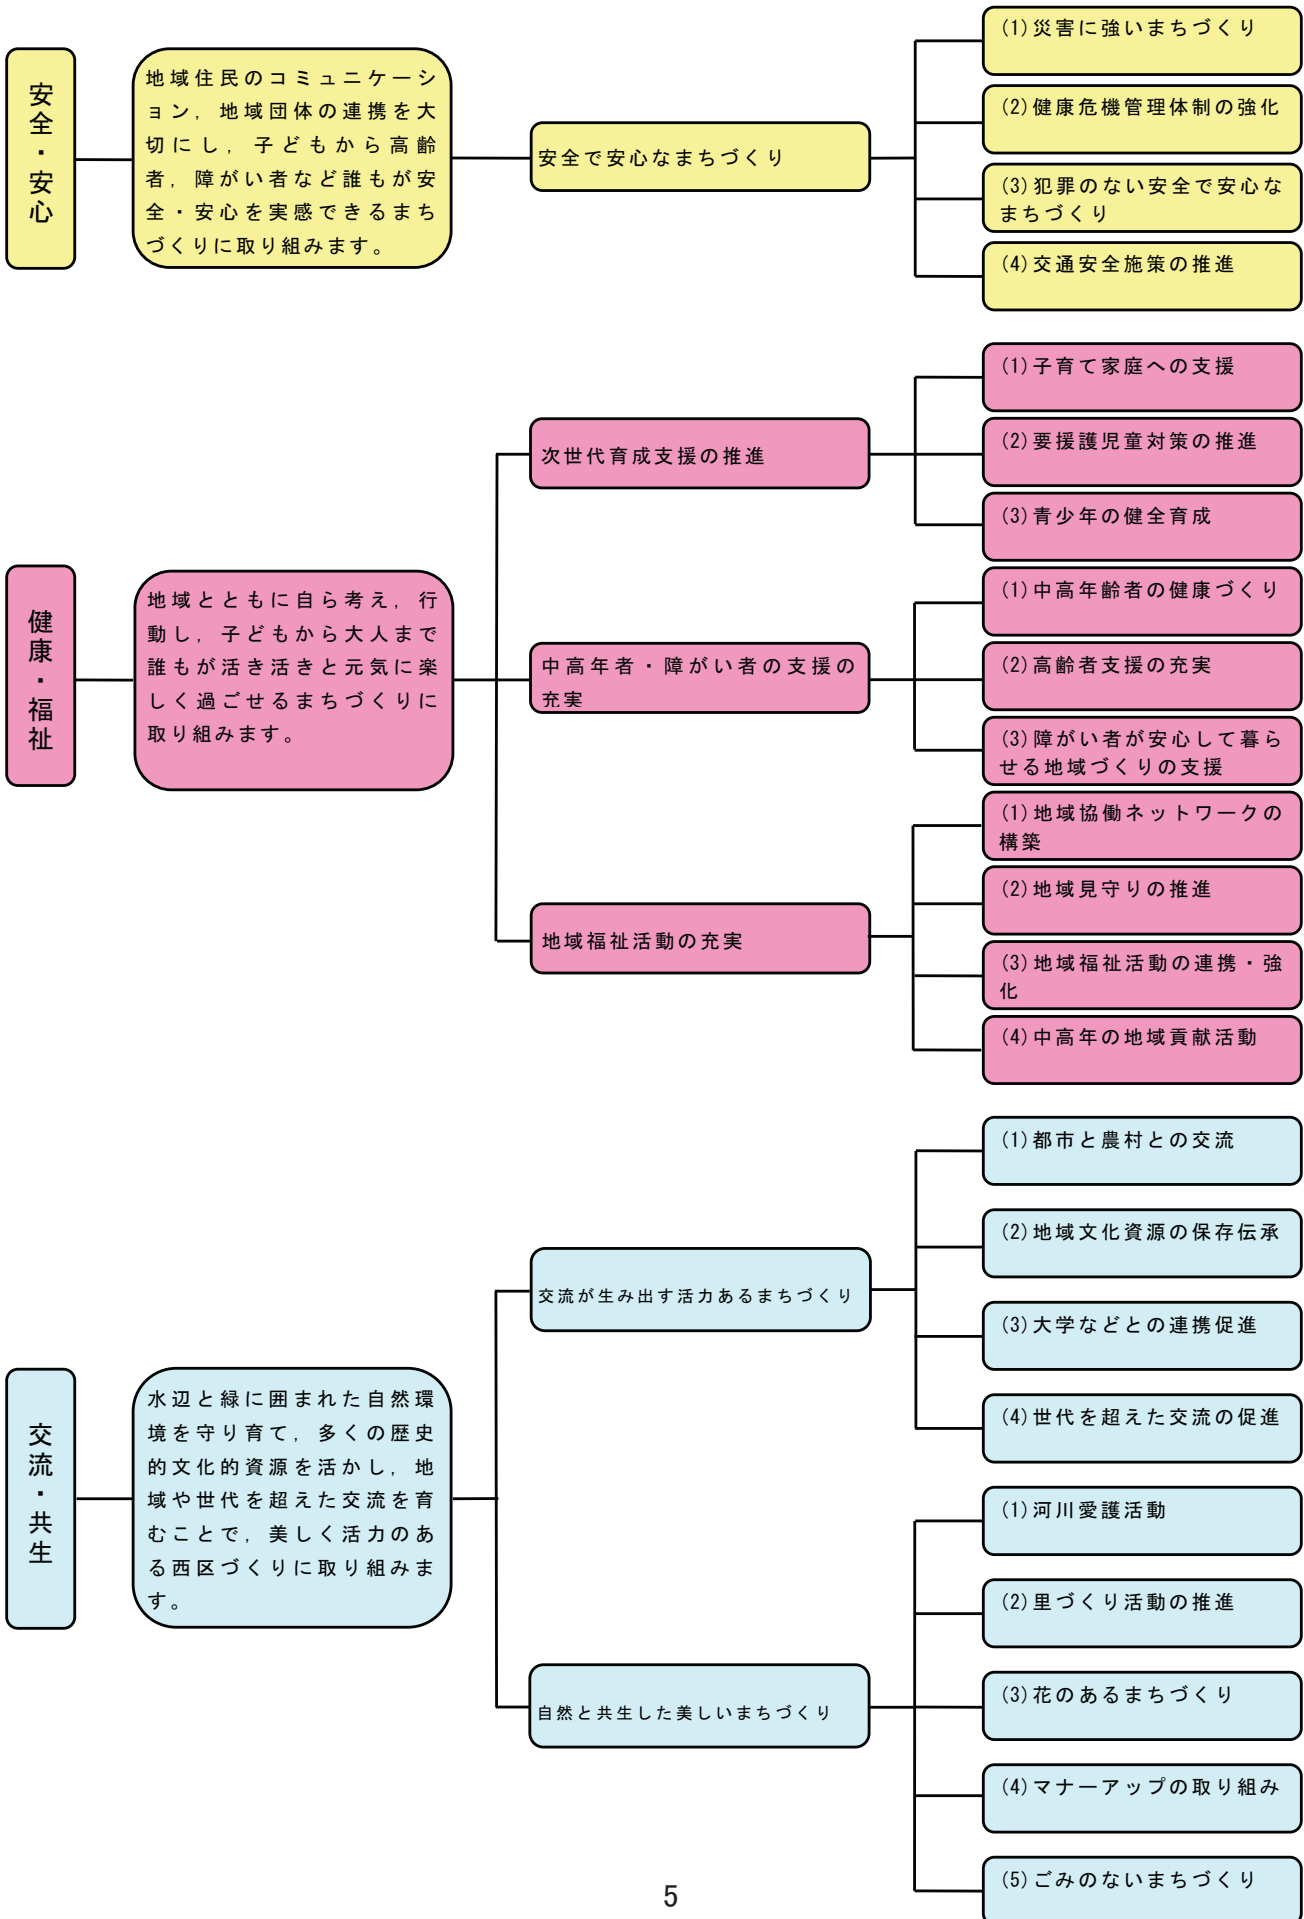 安全・安心
地域住民のコミュニケーシ
ョン，地域団体の連携を大
切にし，子どもから高齢
者，障がい者など誰もが安
全・安心を実感できるまち
づくりに取り組みます。
安全で安心なまちづくり
(1)災害に強いまちづくり
(2)健康危機管理体制の強化
(3)犯罪のない安全で安心な
まちづくり
(4)交通安全施策の推進
健康・福祉
地域とともに自ら考え，行
動し，子どもから大人まで
誰もが活き活きと元気に楽
しく過ごせるまちづくりに
取り組みます。
次世代育成支援の推進
(1)子育て家庭への支援
(2)要援護児童対策の推進
(3)青少年の健全育成
中高年者・障がい者の支援の
充実
(1)中高年齢者の健康づくり
(2)高齢者支援の充実
(3)障がい者が安心して暮ら
せる地域づくりの支援
地域福祉活動の充実
(1)地域協働ネットワークの
構築
(2)地域見守りの推進
(3)地域福祉活動の連携・強
化
(4)中高年の地域貢献活動
交流・共生
水辺と緑に囲まれた自然環
境を守り育て，多くの歴史
的文化的資源を活かし，地
域や世代を超えた交流を育
むことで，美しく活力のあ
る西区づくりに取り組みま
す。
交流が生み出す活力あるまちづくり
(1)都市と農村との交流
(2)地域文化資源の保存伝承
(3)大学などとの連携促進
(4)世代を超えた交流の促進
自然と共生した美しいまちづくり
(1)河川愛護活動
(2)里づくり活動の推進
(3)花のあるまちづくり
(4)マナーアップの取り組み
(5)ごみのないまちづくり
5